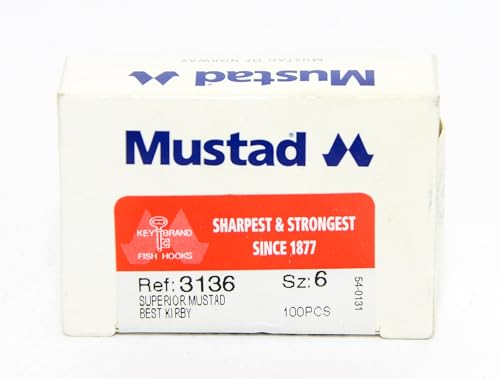 MUSTAD OF NORWAY
Mustad
Mustad
KEY BRAND
FISH HOOKS
SHARPEST & STRONGEST
SINCE 1877
Ref: 3136 Sz: 6
SUPERIOR MUSTAD
BEST KIRBY 100PCS
54-0131